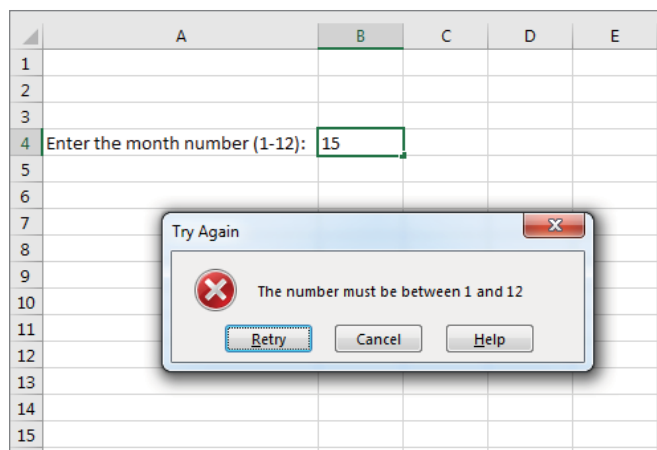 A B C D E
1
2
3
4 Enter the month number (1-12): 15
5
6
7
Try Again
8
9
The number must be between 1 and 12
10
11
Retry Cancel Help
12
13
14
15